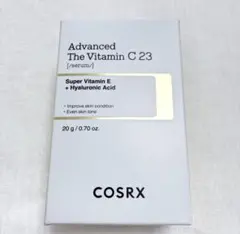 Advanced
The Vitamin C 23
[/serum/]
Super Vitamin E
+ Hyaluronic Acid
• Improve skin condition
• Even skin tone
20 g / 0.70 oz.
COSRX